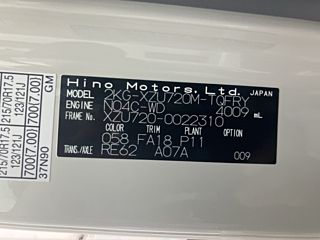 Hino Motors, Ltd. JAPAN
MODEL 2KG-XZU720M-TQFRY
ENGINE N04C-WD 4009 mL
FRAME No. XZU720-0022310
COLOR TRIM PLANT OPTION
058 FA18 P11
TRANS./AXLE RE62 A07A 009
215/70R17.5 215/70R17.5
123/121J 123/121J
700(7.00) 700(7.00)
37N90 GM